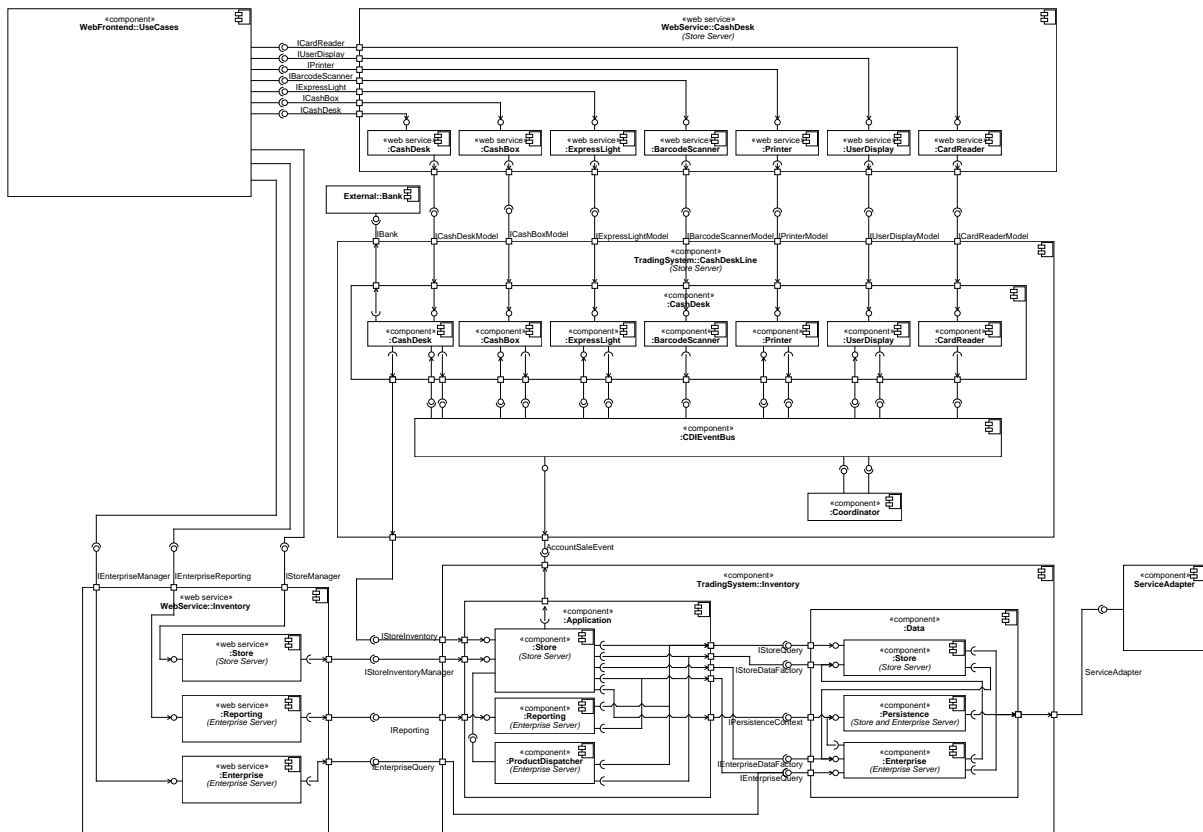 «component»
WebFrontend::UseCases
«web service»
WebService::CashDesk
(Store Server)
ICardReader
IUserDisplay
IPrinter
IBarcodeScanner
IExpressLight
ICashBox
ICashDesk
«web service»
:CashDesk
«web service»
:CashBox
«web service»
:ExpressLight
«web service»
:BarcodeScanner
«web service»
:Printer
«web service»
:UserDisplay
«web service»
:CardReader
External::Bank
IBank
ICashDeskModel
ICashBoxModel
IExpressLightModel
IBarcodeScannerModel
IPrinterModel
IUserDisplayModel
ICardReaderModel
«component»
TradingSystem::CashDeskLine
(Store Server)
«component»
:CashDesk
«component»
:CashDesk
«component»
:CashBox
«component»
:ExpressLight
«component»
:BarcodeScanner
«component»
:Printer
«component»
:UserDisplay
«component»
:CardReader
«component»
:CDIEventBus
«component»
:Coordinator
AccountSaleEvent
IEnterpriseManager
IEnterpriseReporting
IStoreManager
«web service»
WebService::Inventory
«web service»
:Store
(Store Server)
«web service»
:Reporting
(Enterprise Server)
«web service»
:Enterprise
(Enterprise Server)
IStoreInventory
IStoreInventoryManager
IReporting
IEnterpriseQuery
«component»
TradingSystem::Inventory
«component»
:Application
«component»
:Store
(Store Server)
«component»
:Reporting
(Enterprise Server)
«component»
:ProductDispatcher
(Enterprise Server)
IStoreQuery
IStoreDataFactory
IPersistenceContext
IEnterpriseDataFactory
IEnterpriseQuery
«component»
:Data
«component»
:Store
(Store Server)
«component»
:Persistence
(Store and Enterprise Server)
«component»
:Enterprise
(Enterprise Server)
«component»
ServiceAdapter
ServiceAdapter